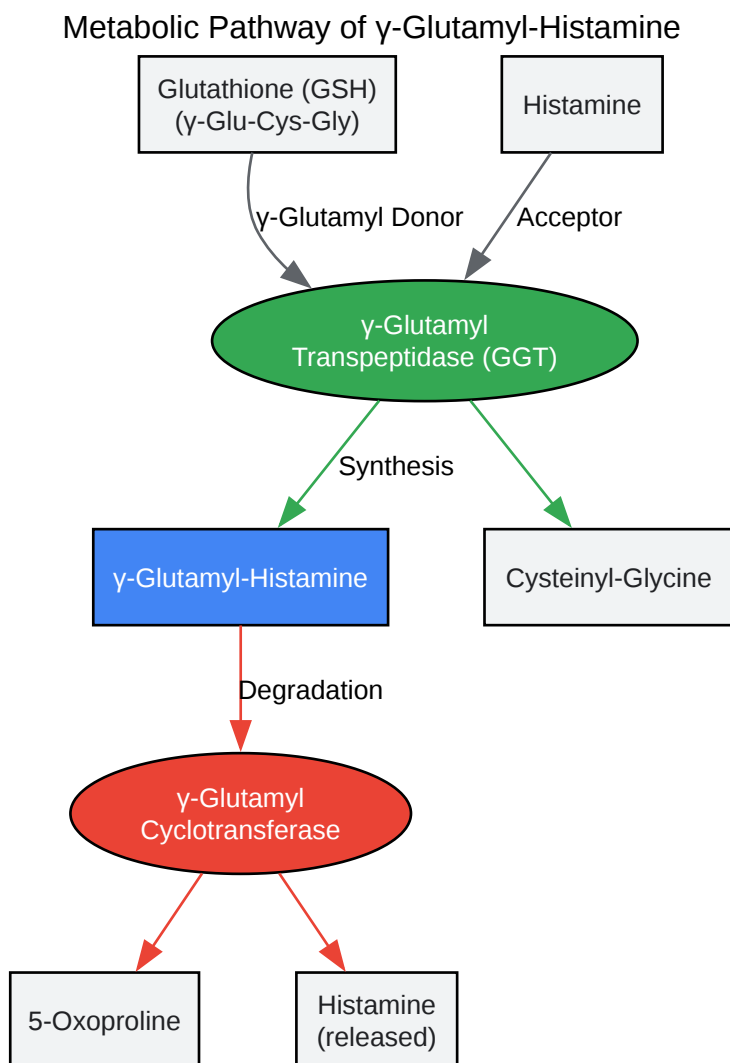 Metabolic Pathway of γ-Glutamyl-Histamine
Glutathione (GSH)
(γ-Glu-Cys-Gly)
Histamine
γ-Glutamyl Donor
Acceptor
γ-Glutamyl
Transpeptidase (GGT)
Synthesis
γ-Glutamyl-Histamine
Cysteinyl-Glycine
Degradation
γ-Glutamyl
Cyclotransferase
5-Oxoproline
Histamine
(released)